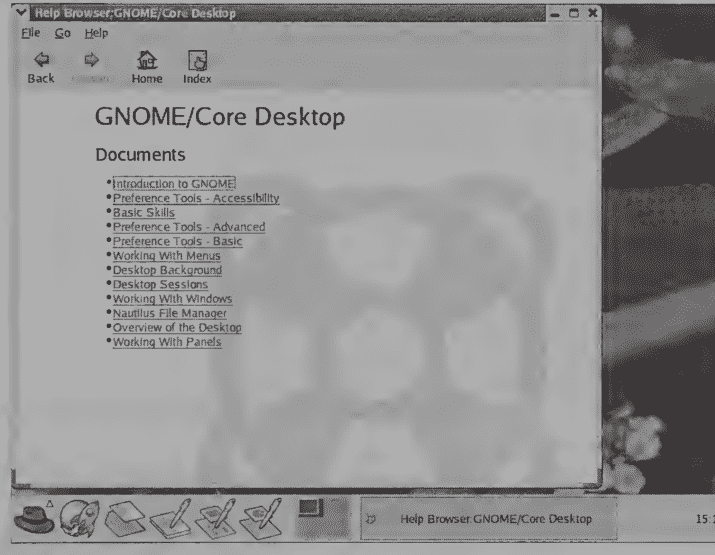 Help Browser:GNOME/Core Desktop
File Go Help
Back Home Index
GNOME/Core Desktop
Documents
Introduction to GNOME
Preference Tools - Accessibility
Basic Skills
Preference Tools - Advanced
Preference Tools - Basic
Working With Menus
Desktop Background
Desktop Sessions
Working With Windows
Nautilus File Manager
Overview of the Desktop
Working With Panels
Help Browser:GNOME/Core Desktop